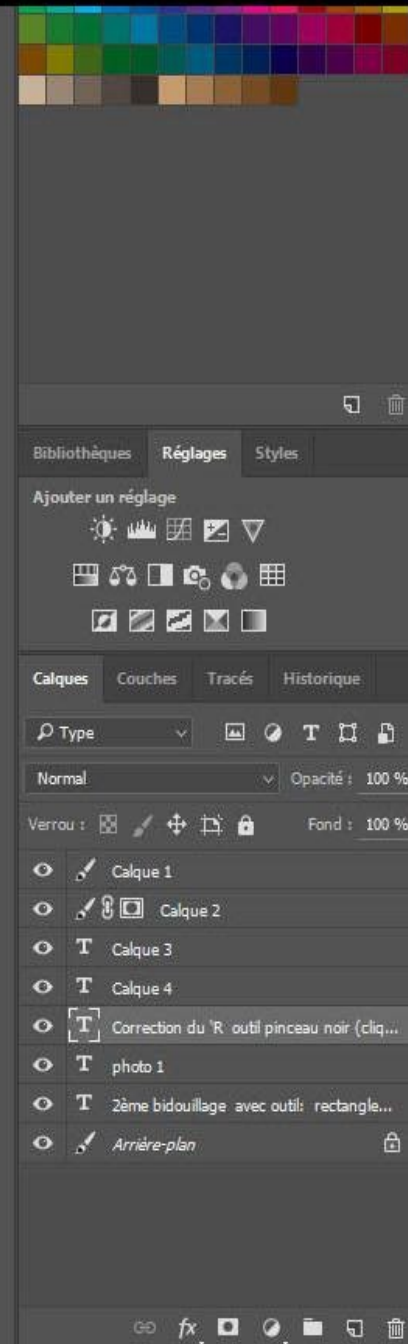 Bibliothèques Réglages Styles
Ajouter un réglage
Calques Couches Tracés Historique
Type
Normal Opacité : 100 %
Verrou : Fond : 100 %
Calque 1
Calque 2
T Calque 3
T Calque 4
T Correction du 'R outil pinceau noir (cliq...
T photo 1
T 2ème bidouillage avec outil: rectangle...
Arrière-plan
fx